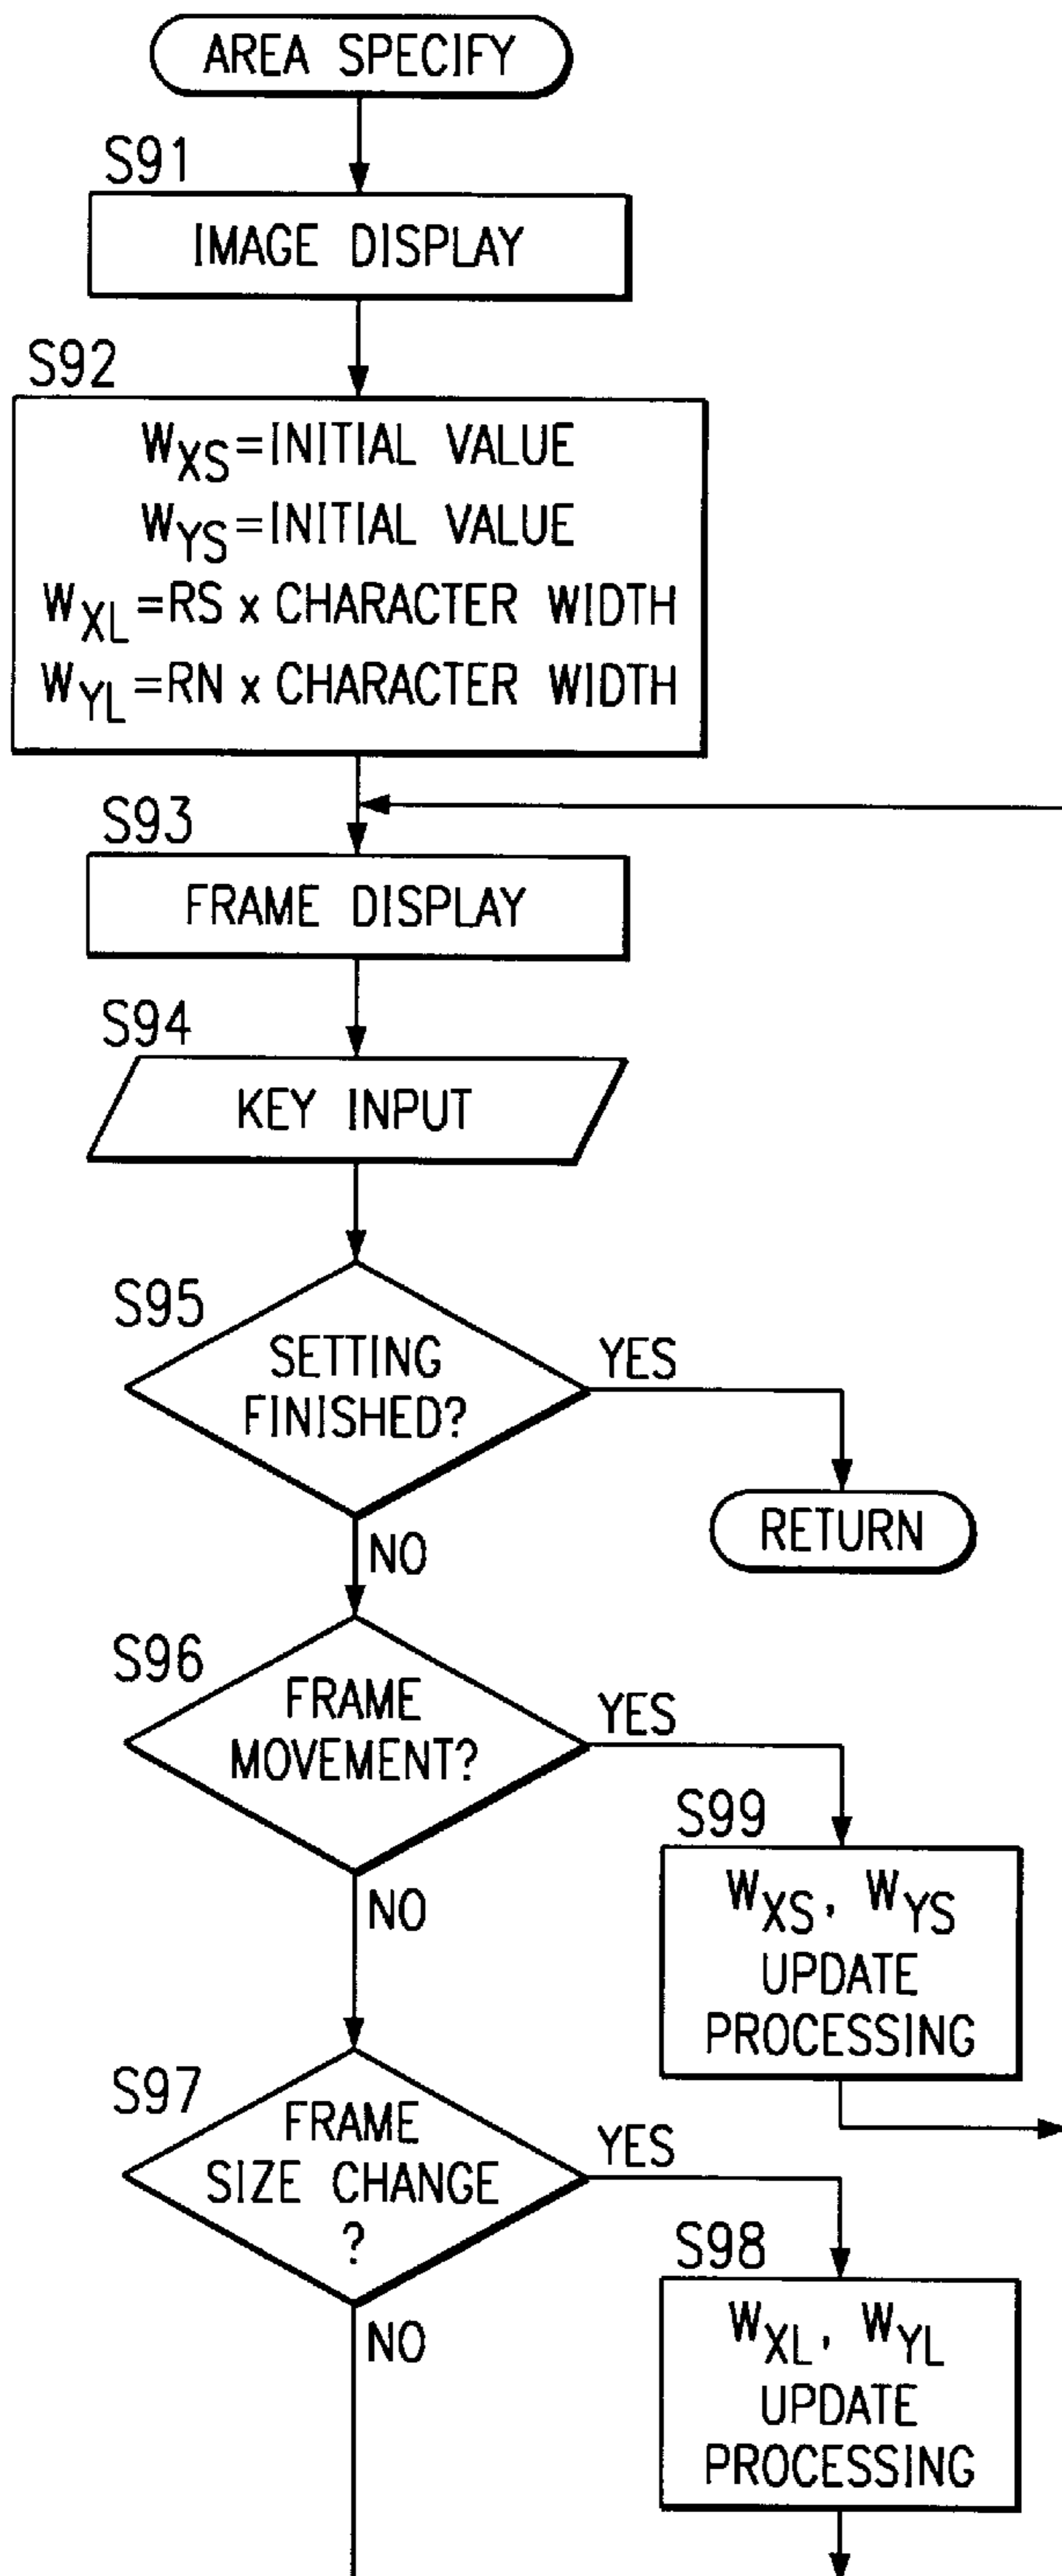 AREA SPECIFY
S91
IMAGE DISPLAY
S92
WXS=INITIAL VALUE
WYS=INITIAL VALUE
WXL=RS x CHARACTER WIDTH
WYL=RN x CHARACTER WIDTH
S93
FRAME DISPLAY
S94
KEY INPUT
S95
SETTING
FINISHED?
YES
RETURN
NO
S96
FRAME
MOVEMENT?
YES
S99
WXS, WYS
UPDATE
PROCESSING
NO
S97
FRAME
SIZE CHANGE
?
YES
S98
WXL, WYL
UPDATE
PROCESSING
NO